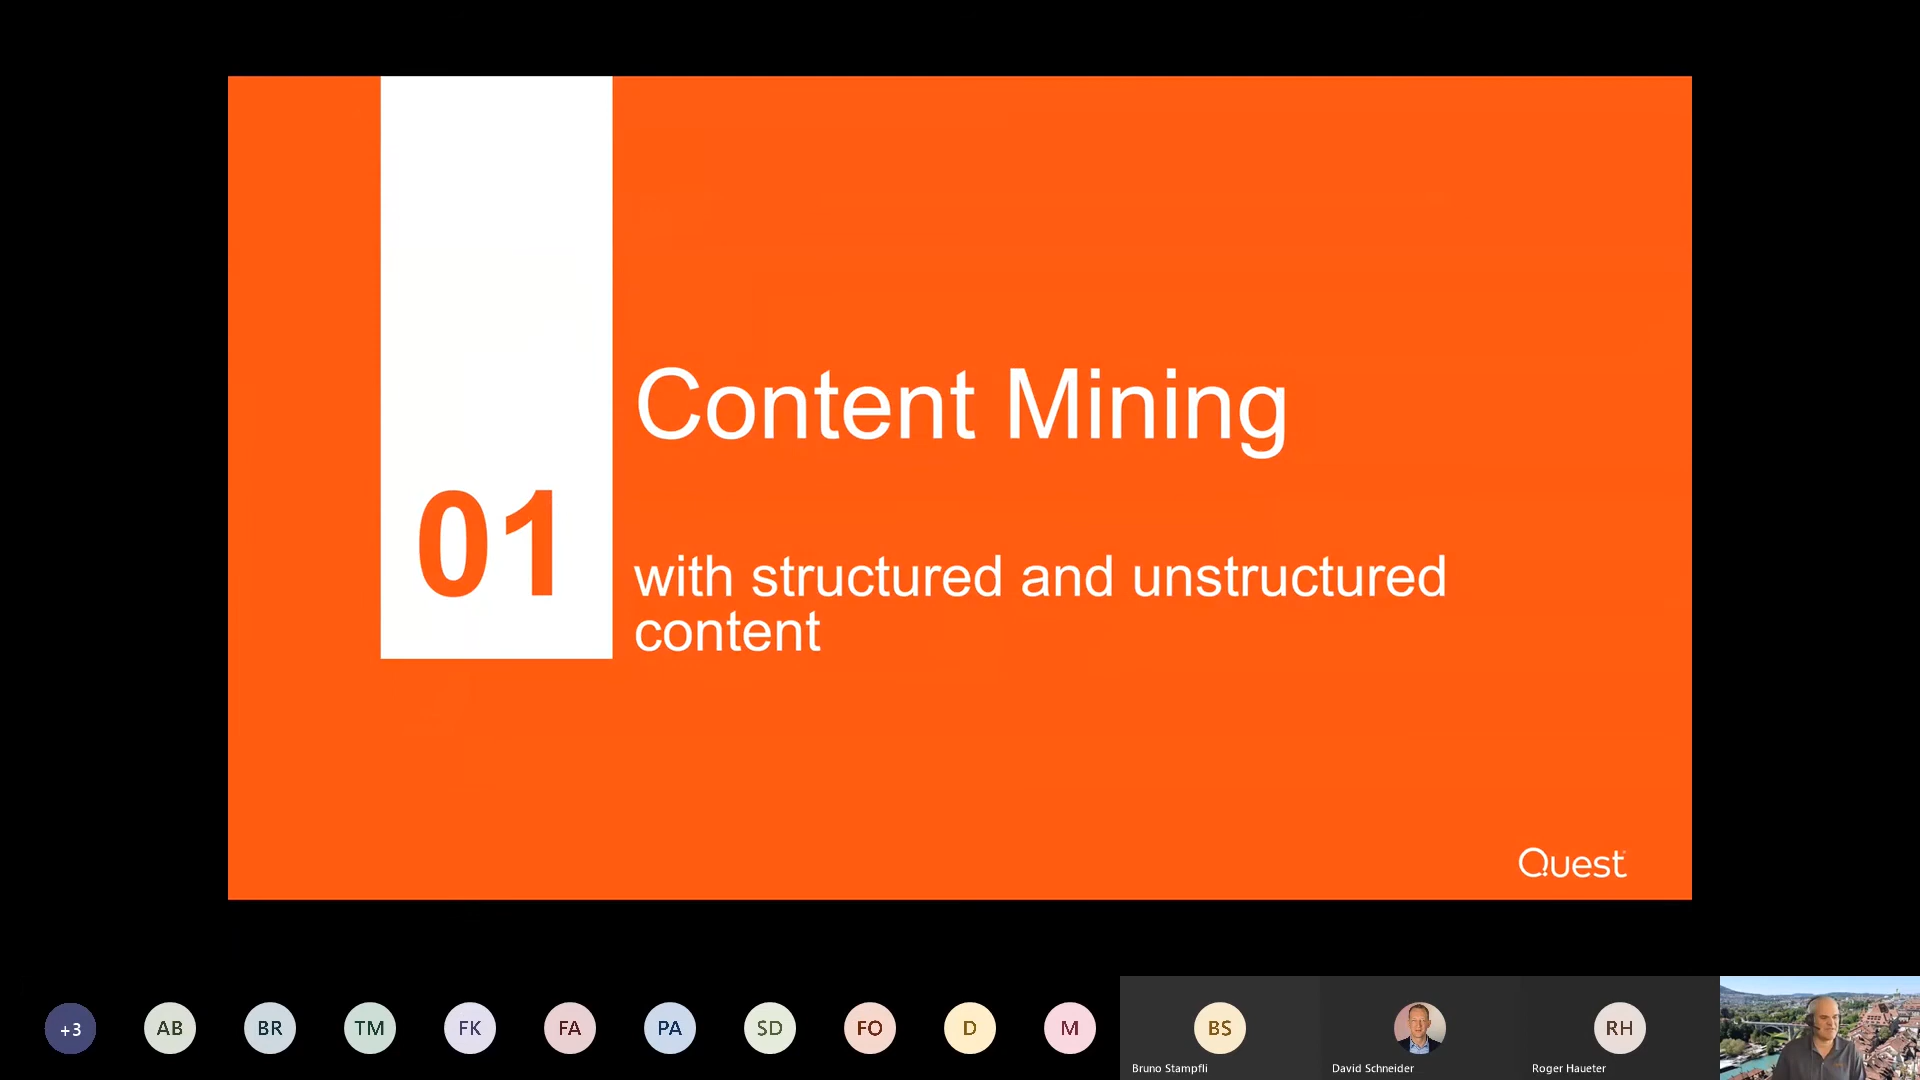 Content Mining
01
with structured and unstructured
content
Quest
+3
AB
BR
TM
FK
FA
PA
SD
FO
D
M
BS
RH
Bruno Stampfli
David Schneider
Roger Haueter